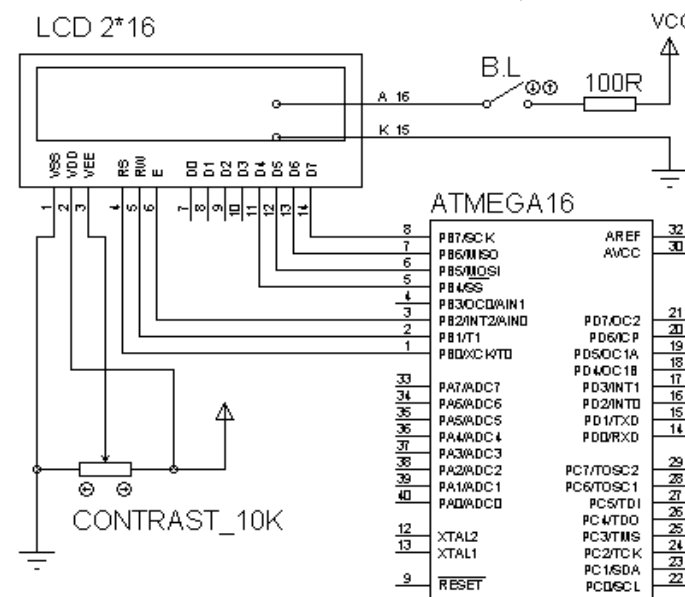 LCD 2*16
VCC
B.L
100R
A 16
K 15
VSS VDD VEE RS R/W E D0 D1 D2 D3 D4 D5 D6 D7
1 2 3 4 5 6 7 8 9 10 11 12 13 14
ATMEGA16
8 PB7/SCK AREF 32
7 PB6/MISO AVCC 30
6 PB5/MOSI
5 PB4/SS
4 PB3/OC0/AIN1
3 PB2/INT2/AIN0 PD7/OC2 21
2 PB1/T1 PD6/ICP 20
1 PB0/XCK/T0 PD5/OC1A 19
PD4/OC1B 18
33 PA7/ADC7 PD3/INT1 17
34 PA6/ADC6 PD2/INT0 16
35 PA5/ADC5 PD1/TXD 15
36 PA4/ADC4 PD0/RXD 14
37 PA3/ADC3
38 PA2/ADC2 PC7/TOSC2 29
39 PA1/ADC1 PC6/TOSC1 28
40 PA0/ADC0 PC5/TDI 27
PC4/TDO 26
12 XTAL2 PC3/TMS 25
13 XTAL1 PC2/TCK 24
PC1/SDA 23
9 RESET PC0/SCL 22
CONTRAST_10K